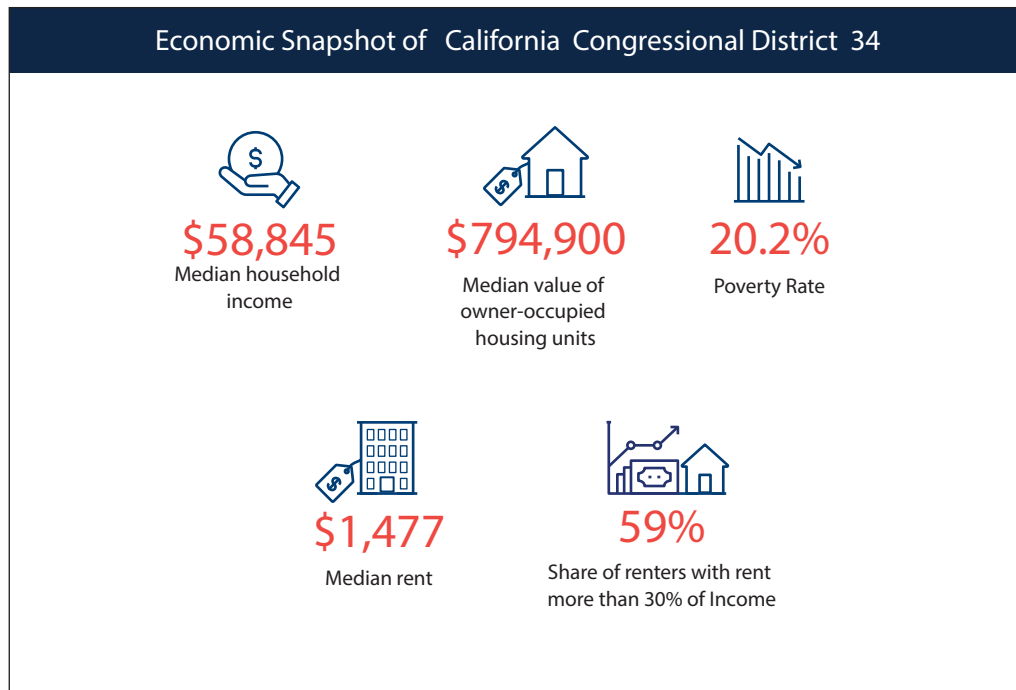 Economic Snapshot of California Congressional District 34
$
$58,845
Median household
income
$
$794,900
Median value of
owner-occupied
housing units
20.2%
Poverty Rate
$
$1,477
Median rent
59%
Share of renters with rent
more than 30% of Income